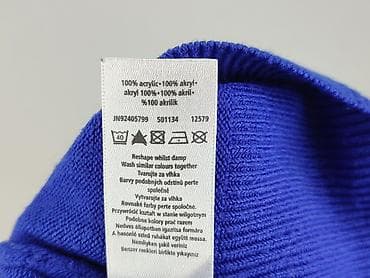 100% acrylic•100% akryl•
akryl 100%•100% akril•
%100 akrilik
JN92405799 501134 12579
40
Reshape whilst damp
Wash similar colours together
Tvarujte za vlhka
Barvy podobných odstínů perte
společně
Vytvarujte za vlhka
Rovnaké farby perte spoločne
Przywrócić kształt w stanie wilgotnym
Podobne kolory prać razem
Nedves állapotban igazítsa formára
A hasonló színű ruhákat együtt mossa
Nemliyken şekil veriniz
Benzer renkleri birlikte yıkayınız